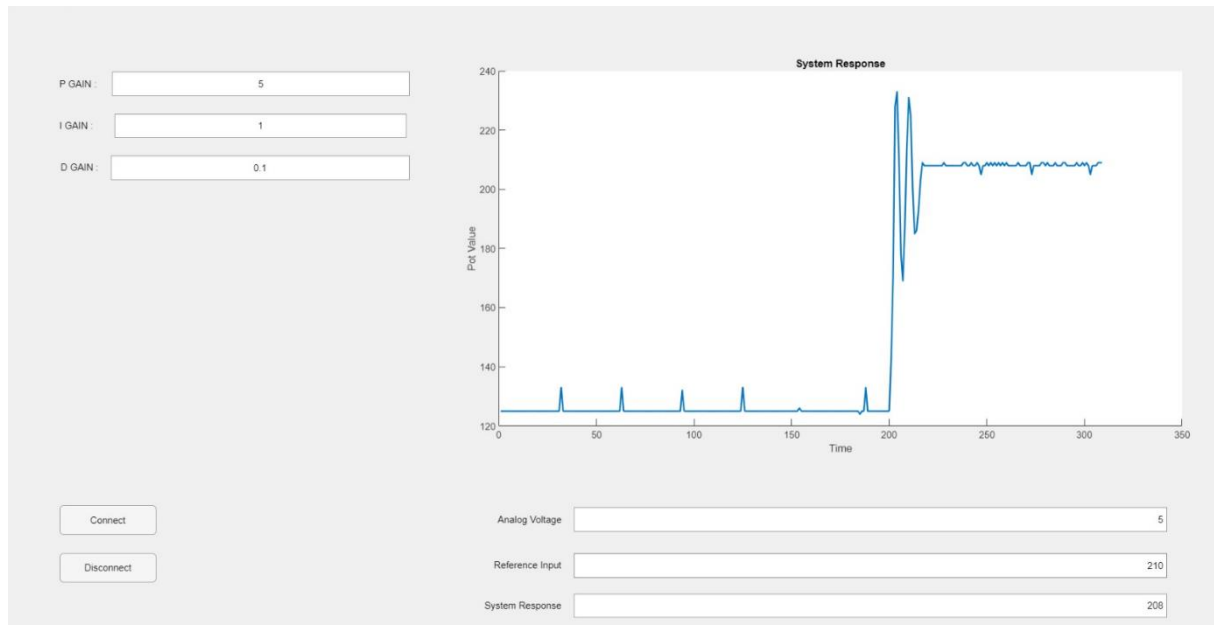 P GAIN :
5
I GAIN :
1
D GAIN :
0.1
System Response
240
220
200
180
160
140
120
Pot Value
0
50
100
150
200
250
300
350
Time
Connect
Disconnect
Analog Voltage
5
Reference Input
210
System Response
208